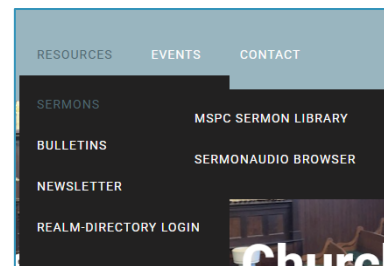 RESOURCES EVENTS CONTACT
SERMONS
MSPC SERMON LIBRARY
BULLETINS
SERMONAUDIO BROWSER
NEWSLETTER
REALM-DIRECTORY LOGIN